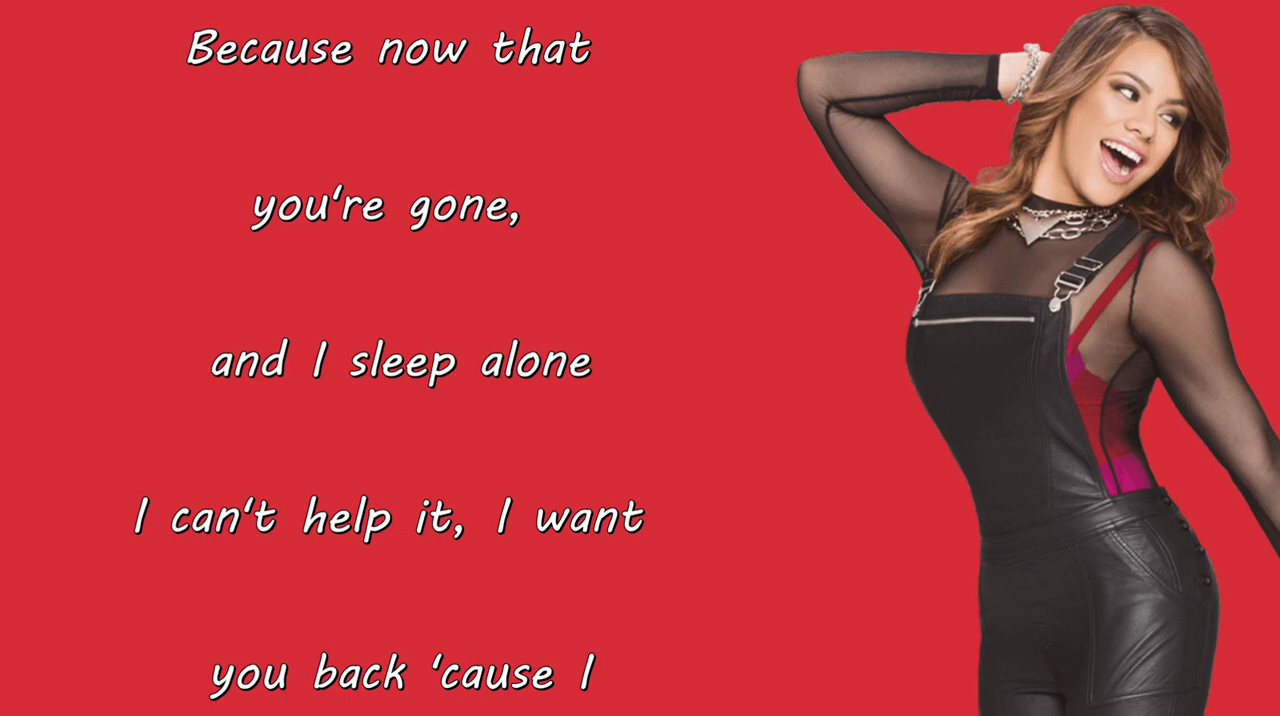 Because now that
you're gone,
and I sleep alone
I can't help it, I want
you back 'cause I